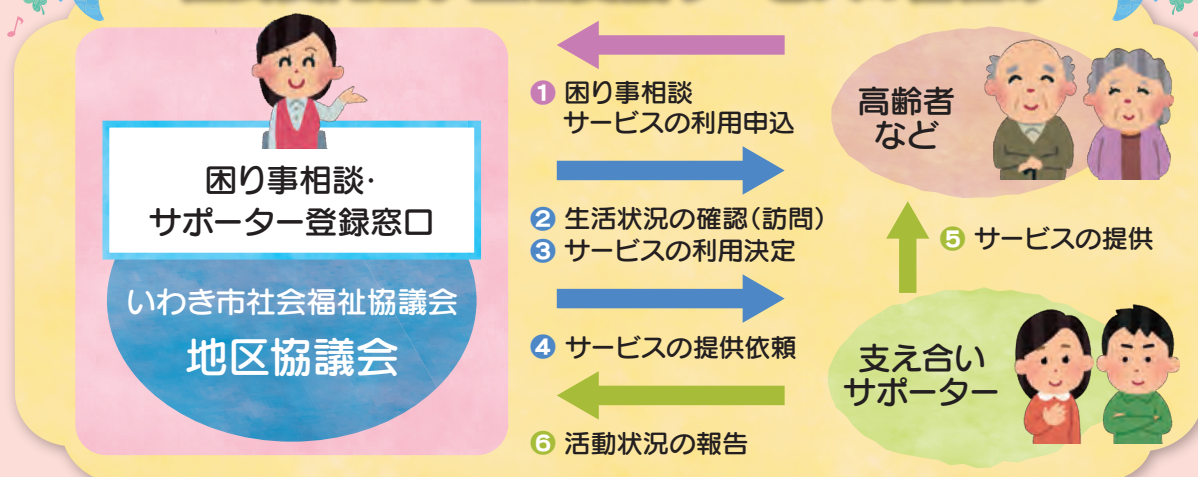 困り事相談・
サポーター登録窓口
いわき市社会福祉協議会
地区協議会
❶ 困り事相談
サービスの利用申込
❷ 生活状況の確認(訪問)
❸ サービスの利用決定
❹ サービスの提供依頼
❻ 活動状況の報告
高齢者
など
❺ サービスの提供
支え合い
サポーター